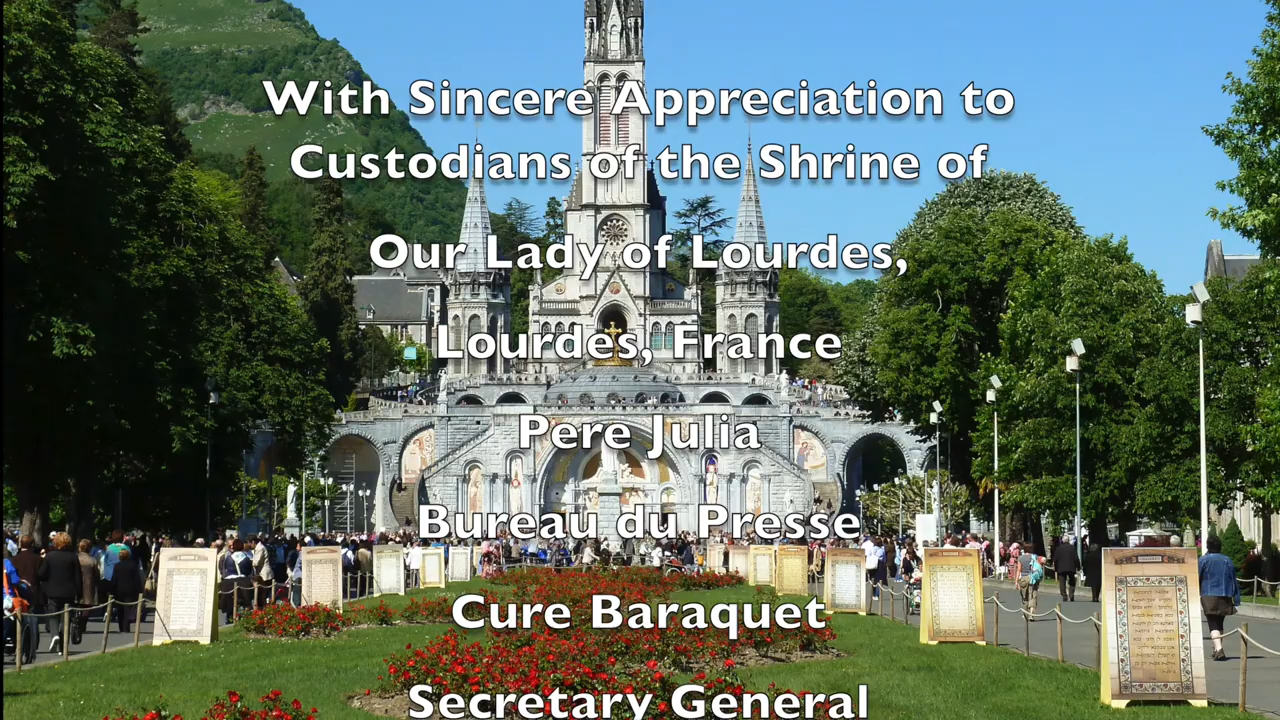 With Sincere Appreciation to
Custodians of the Shrine of
Our Lady of Lourdes,
Lourdes, France
Pere Julia
Bureau du Presse
Cure Baraquet
Secretary General